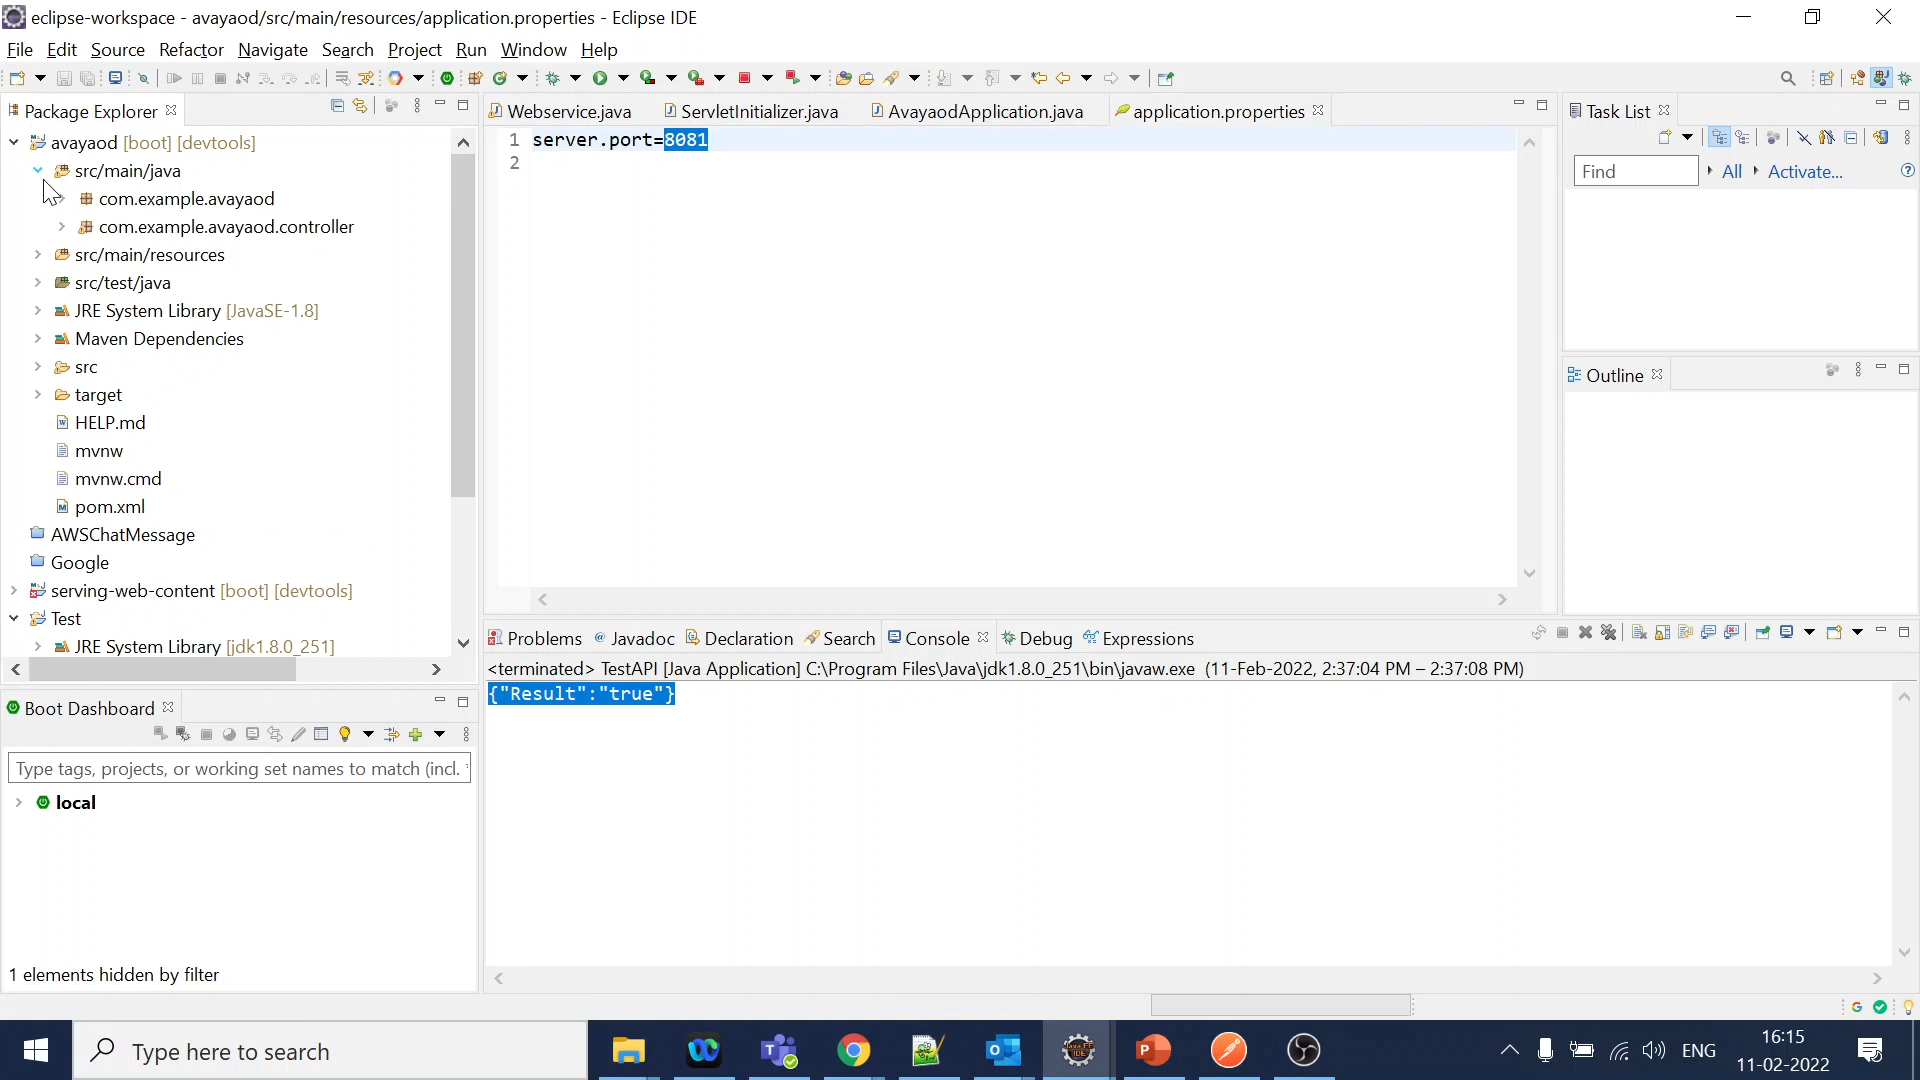 eclipse-workspace - avayaod/src/main/resources/application.properties - Eclipse IDE
File Edit Source Refactor Navigate Search Project Run Window Help
Package Explorer
avayaod [boot] [devtools]
src/main/java
com.example.avayaod
com.example.avayaod.controller
src/main/resources
src/test/java
JRE System Library [JavaSE-1.8]
Maven Dependencies
src
target
HELP.md
mvnw
mvnw.cmd
pom.xml
AWSChatMessage
Google
serving-web-content [boot] [devtools]
Test
JRE System Library [jdk1.8.0_251]
Webservice.java ServletInitializer.java AvayaodApplication.java application.properties
1 server.port=8081
2
Task List
Find All Activate...
Outline
Boot Dashboard
Type tags, projects, or working set names to match (incl.
local
1 elements hidden by filter
Problems Javadoc Declaration Search Console Debug Expressions
<terminated> TestAPI [Java Application] C:\Program Files\Java\jdk1.8.0_251\bin\javaw.exe (11-Feb-2022, 2:37:04 PM – 2:37:08 PM)
{"Result":"true"}
Type here to search
ENG
16:15
11-02-2022